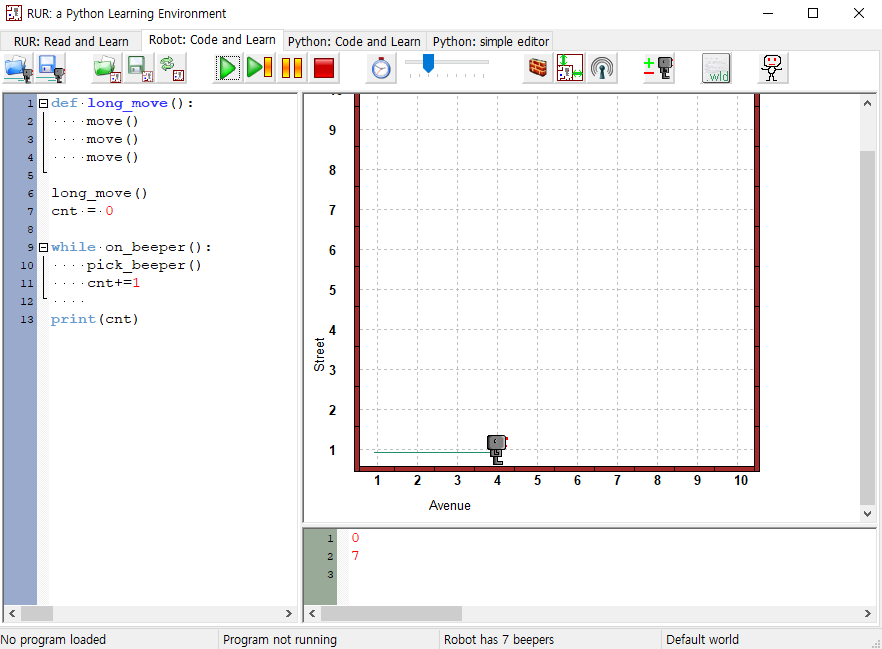 RUR: a Python Learning Environment
RUR: Read and Learn
Robot: Code and Learn
Python: Code and Learn
Python: simple editor
.wld
1 def long_move():
2 move()
3 move()
4 move()
5
6 long_move()
7 cnt = 0
8
9 while on_beeper():
10 pick_beeper()
11 cnt+=1
12
13 print(cnt)
9
8
7
6
5
4
3
2
1
Street
1 2 3 4 5 6 7 8 9 10
Avenue
1 0
2 7
3
No program loaded
Program not running
Robot has 7 beepers
Default world